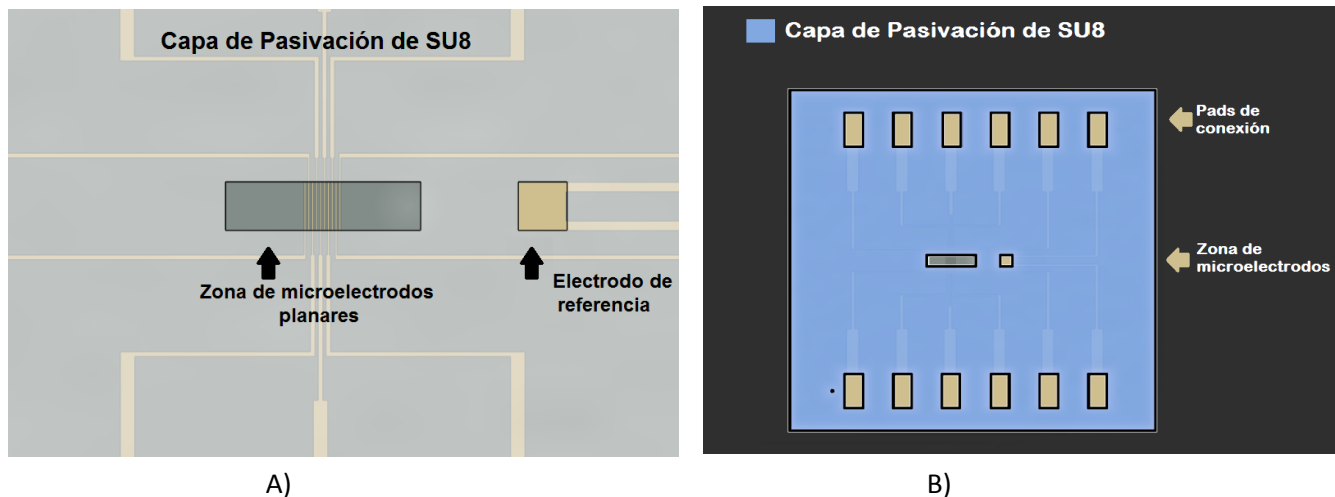 Capa de Pasivación de SU8
Zona de microelectrodos
planares
Electrodo de
referencia
A)
Capa de Pasivación de SU8
Pads de
conexión
Zona de
microelectrodos
B)